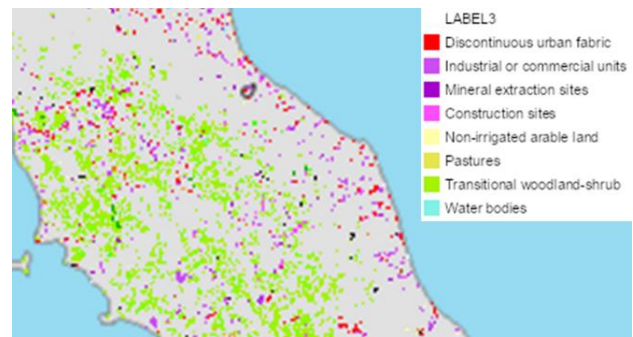 LABEL3
Discontinuous urban fabric
Industrial or commercial units
Mineral extraction sites
Construction sites
Non-irrigated arable land
Pastures
Transitional woodland-shrub
Water bodies